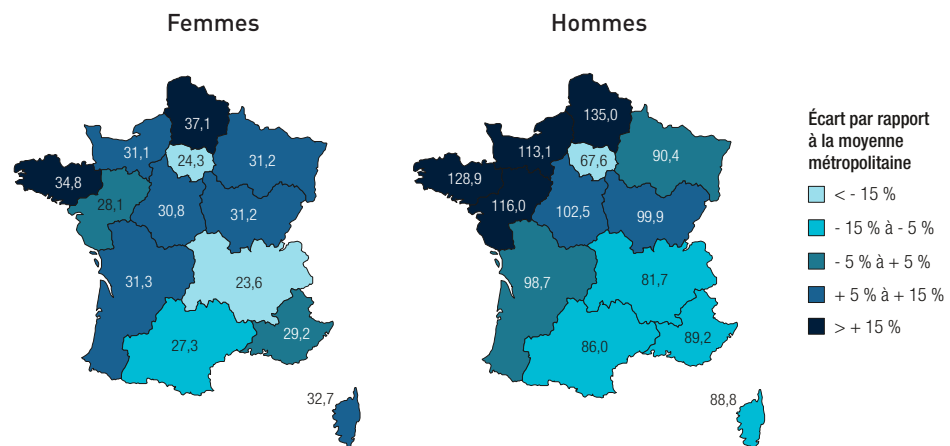 Femmes
37,1
31,1
24,3
31,2
34,8
28,1
30,8
31,2
31,3
23,6
27,3
29,2
32,7
Hommes
135,0
113,1
67,6
90,4
128,9
116,0
102,5
99,9
98,7
81,7
86,0
89,2
88,8
Écart par rapport
à la moyenne
métropolitaine
< - 15 %
- 15 % à - 5 %
- 5 % à + 5 %
+ 5 % à + 15 %
> + 15 %